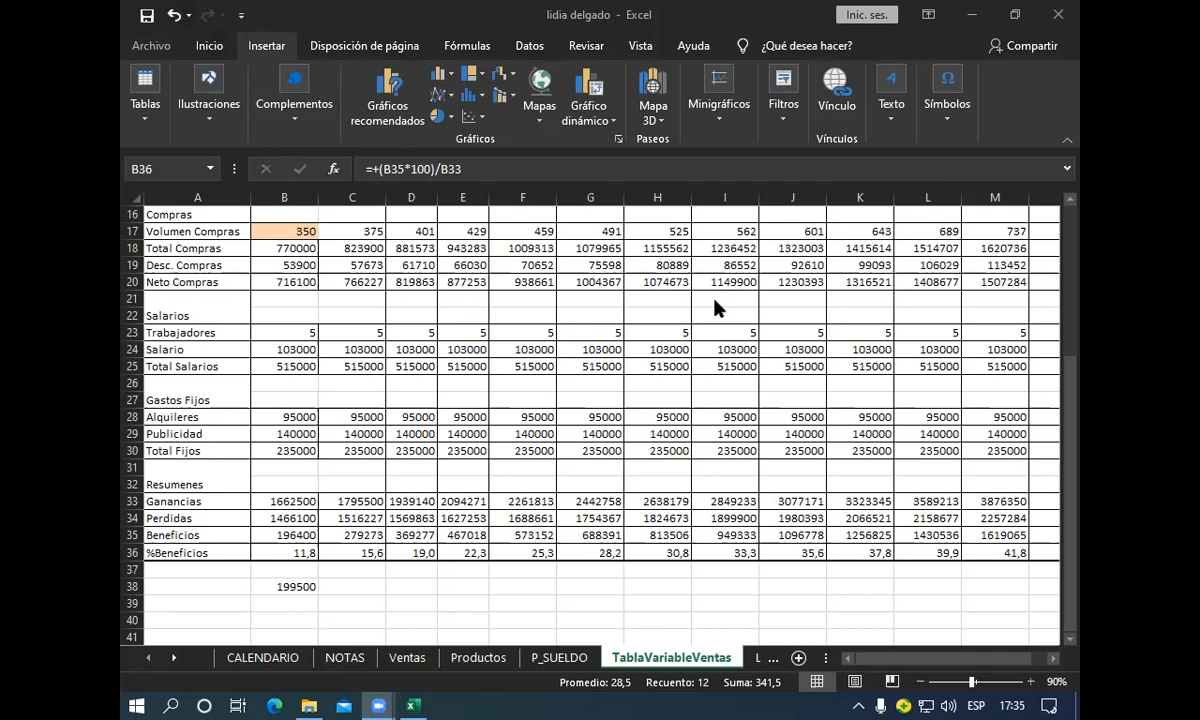 lidia delgado - Excel
Inic. ses.
Archivo Inicio Insertar Disposición de página Fórmulas Datos Revisar Vista Ayuda ¿Qué desea hacer? Compartir
Tablas Ilustraciones Complementos Gráficos recomendados Mapas Gráfico dinámico Mapa 3D Minigráficos Filtros Vínculo Texto Símbolos
Gráficos Paseos Vínculos
B36 fx =+(B35*100)/B33
A B C D E F G H I J K L M
16 Compras
17 Volumen Compras 350 375 401 429 459 491 525 562 601 643 689 737
18 Total Compras 770000 823900 881573 943283 1009313 1079965 1155562 1236452 1323003 1415614 1514707 1620736
19 Desc. Compras 53900 57673 61710 66030 70652 75598 80889 86552 92610 99093 106029 113452
20 Neto Compras 716100 766227 819863 877253 938661 1004367 1074673 1149900 1230393 1316521 1408677 1507284
21
22 Salarios
23 Trabajadores 5 5 5 5 5 5 5 5 5 5 5 5
24 Salario 103000 103000 103000 103000 103000 103000 103000 103000 103000 103000 103000 103000
25 Total Salarios 515000 515000 515000 515000 515000 515000 515000 515000 515000 515000 515000 515000
26
27 Gastos Fijos
28 Alquileres 95000 95000 95000 95000 95000 95000 95000 95000 95000 95000 95000 95000
29 Publicidad 140000 140000 140000 140000 140000 140000 140000 140000 140000 140000 140000 140000
30 Total Fijos 235000 235000 235000 235000 235000 235000 235000 235000 235000 235000 235000 235000
31
32 Resumenes
33 Ganancias 1662500 1795500 1939140 2094271 2261813 2442758 2638179 2849233 3077171 3323345 3589213 3876350
34 Perdidas 1466100 1516227 1569863 1627253 1688661 1754367 1824673 1899900 1980393 2066521 2158677 2257284
35 Beneficios 196400 279273 369277 467018 573152 688391 813506 949333 1096778 1256825 1430536 1619065
36 %Beneficios 11,8 15,6 19,0 22,3 25,3 28,2 30,8 33,3 35,6 37,8 39,9 41,8
37
38 199500
39
40
41
CALENDARIO NOTAS Ventas Productos P_SUELDO TablaVariableVentas L ...
Promedio: 28,5 Recuento: 12 Suma: 341,5 90%
ESP 17:35